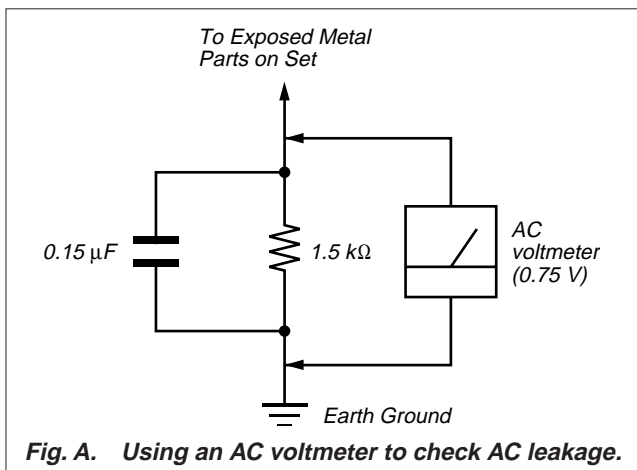 To Exposed Metal
Parts on Set
0.15 μF
1.5 kΩ
AC
voltmeter
(0.75 V)
Earth Ground
Fig. A. Using an AC voltmeter to check AC leakage.